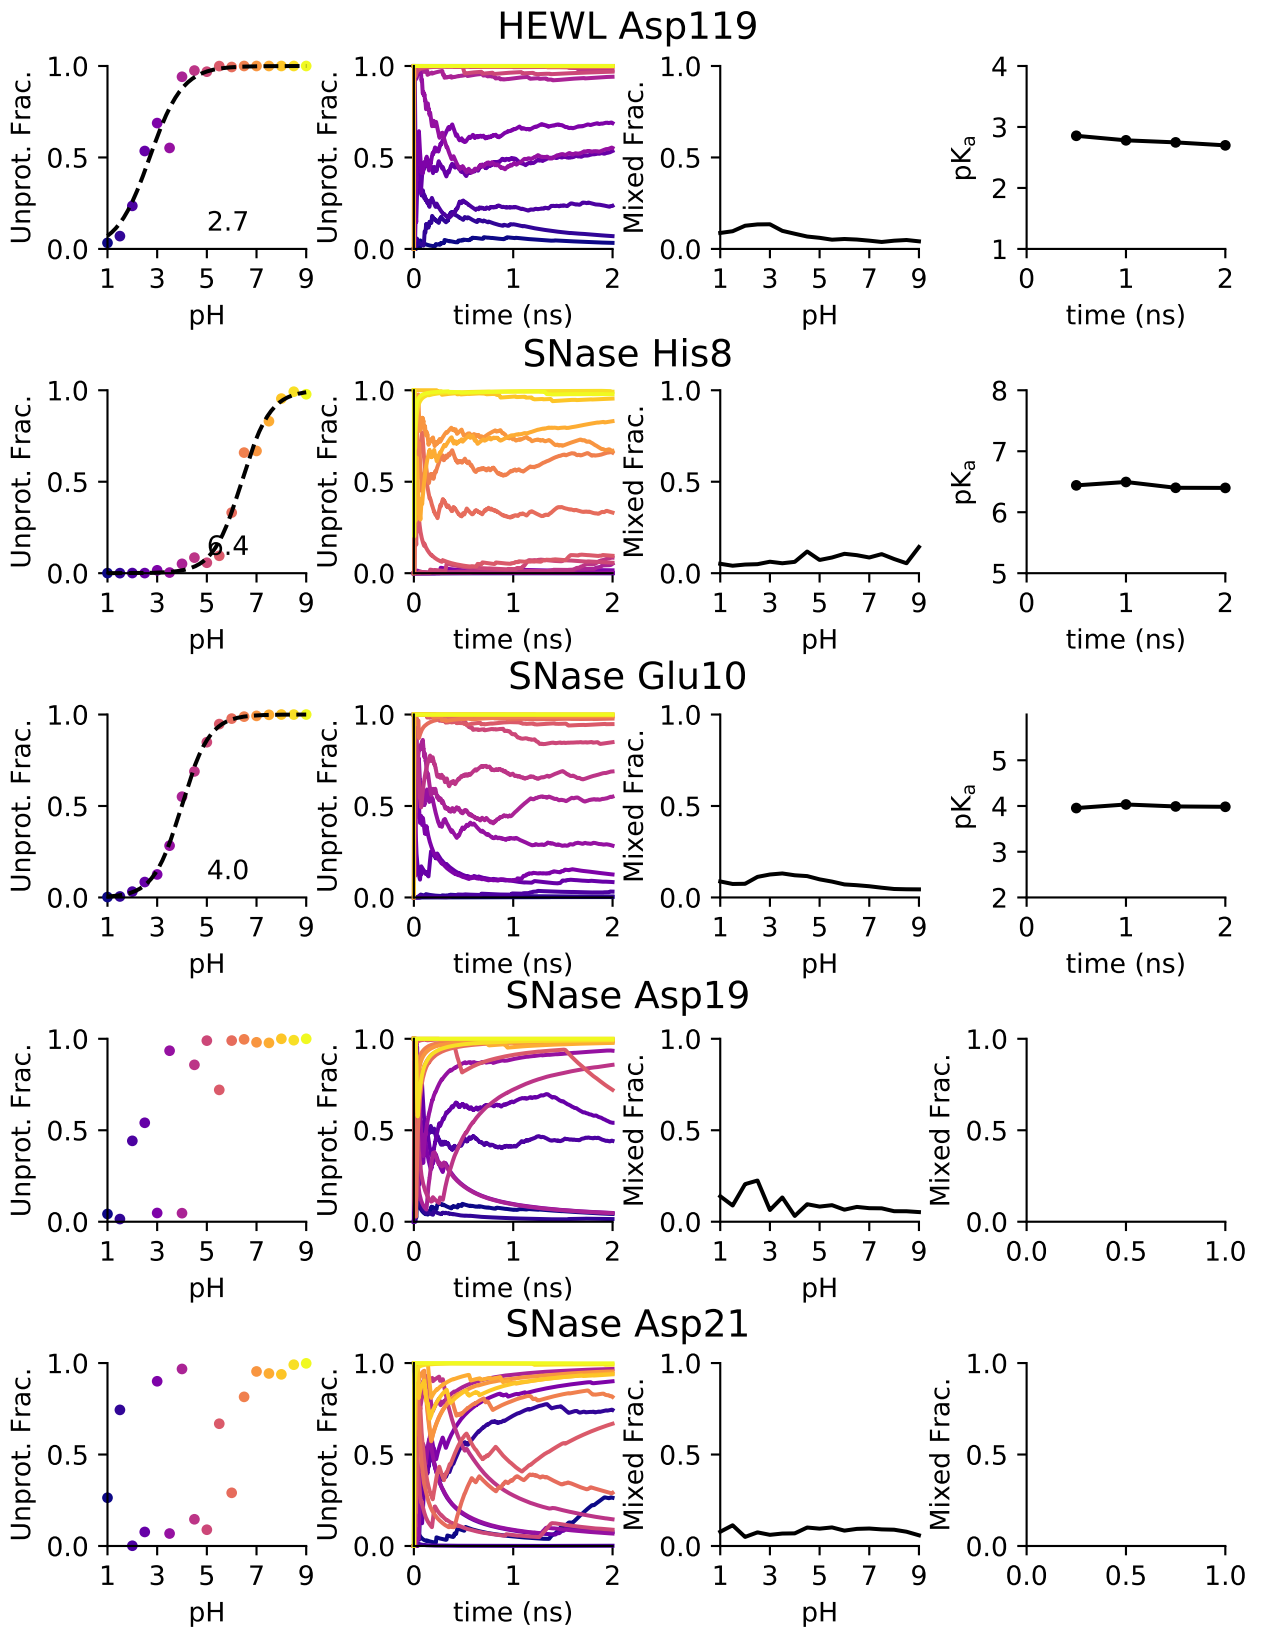 HEWL Asp119
Unprot. Frac.
1.0
0.5
0.0
2.7
1 3 5 7 9
pH
Unprot. Frac.
1.0
0.5
0.0
0 1 2
time (ns)
Mixed Frac.
1.0
0.5
0.0
1 3 5 7 9
pH
pKa
4
3
2
1
0 1 2
time (ns)
SNase His8
Unprot. Frac.
1.0
0.5
0.0
6.4
1 3 5 7 9
pH
Unprot. Frac.
1.0
0.5
0.0
0 1 2
time (ns)
Mixed Frac.
1.0
0.5
0.0
1 3 5 7 9
pH
pKa
8
7
6
5
0 1 2
time (ns)
SNase Glu10
Unprot. Frac.
1.0
0.5
0.0
4.0
1 3 5 7 9
pH
Unprot. Frac.
1.0
0.5
0.0
0 1 2
time (ns)
Mixed Frac.
1.0
0.5
0.0
1 3 5 7 9
pH
pKa
5
4
3
2
0 1 2
time (ns)
SNase Asp19
Unprot. Frac.
1.0
0.5
0.0
1 3 5 7 9
pH
Unprot. Frac.
1.0
0.5
0.0
0 1 2
time (ns)
Mixed Frac.
1.0
0.5
0.0
1 3 5 7 9
pH
Mixed Frac.
1.0
0.5
0.0
0.0 0.5 1.0
SNase Asp21
Unprot. Frac.
1.0
0.5
0.0
1 3 5 7 9
pH
Unprot. Frac.
1.0
0.5
0.0
0 1 2
time (ns)
Mixed Frac.
1.0
0.5
0.0
1 3 5 7 9
pH
Mixed Frac.
1.0
0.5
0.0
0.0 0.5 1.0